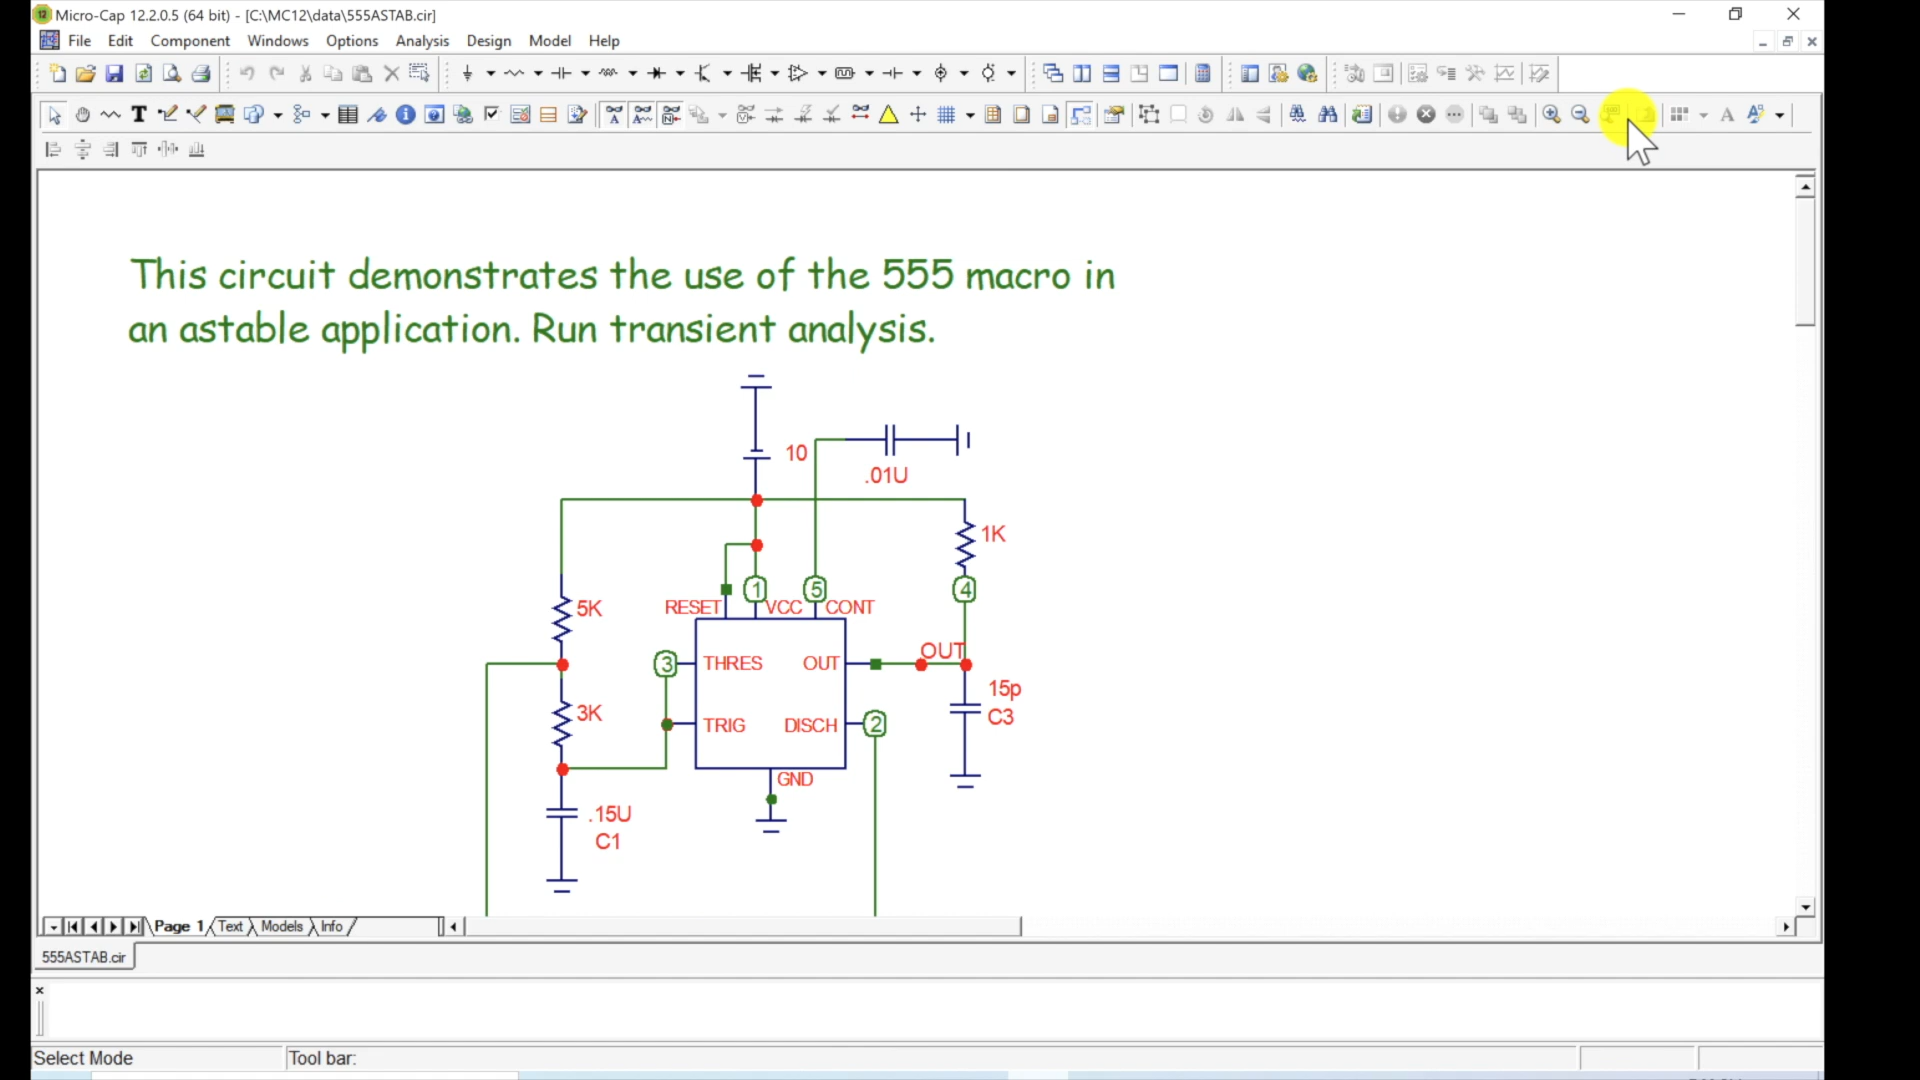 Micro-Cap 12.2.0.5 (64 bit) - [C:\MC12\data\555ASTAB.cir]
File Edit Component Windows Options Analysis Design Model Help
This circuit demonstrates the use of the 555 macro in
an astable application. Run transient analysis.
10
.01U
1K
1
5
4
5K
RESET
VCC
CONT
3
THRES
OUT
OUT
15p
C3
3K
TRIG
DISCH
2
GND
.15U
C1
Page 1 Text Models Info
555ASTAB.cir
Select Mode
Tool bar: